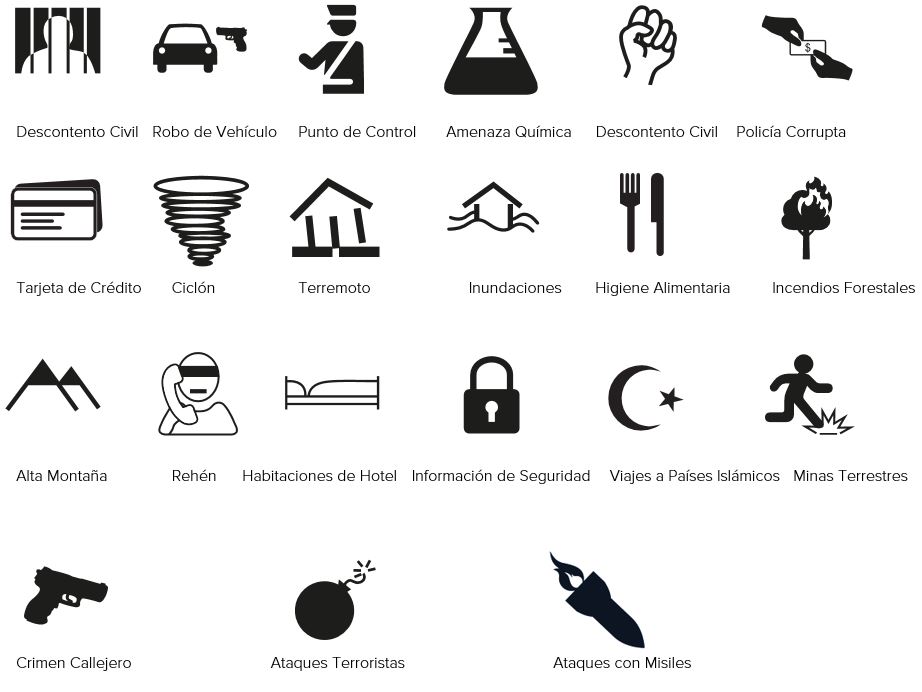 $
Descontento Civil
Robo de Vehículo
Punto de Control
Amenaza Química
Descontento Civil
Policía Corrupta
Tarjeta de Crédito
Ciclón
Terremoto
Inundaciones
Higiene Alimentaria
Incendios Forestales
Alta Montaña
Rehén
Habitaciones de Hotel
Información de Seguridad
Viajes a Países Islámicos
Minas Terrestres
Crimen Callejero
Ataques Terroristas
Ataques con Misiles